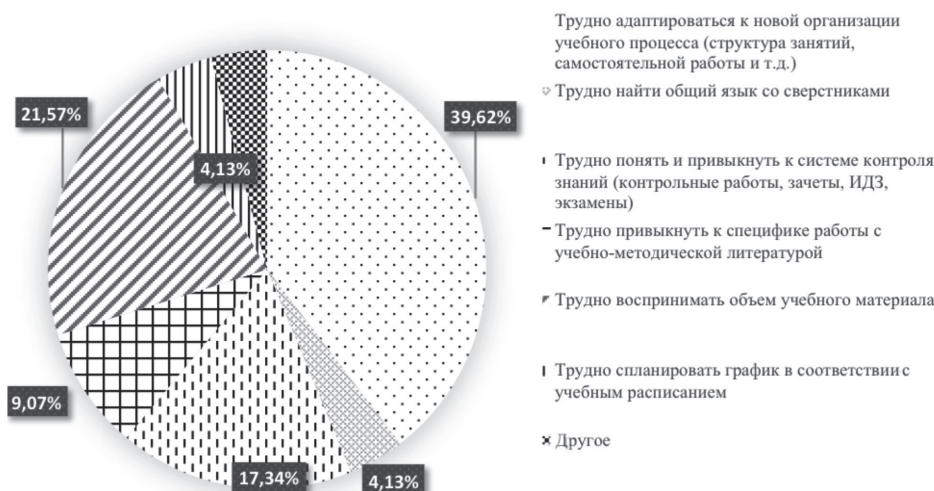 Трудно адаптироваться к новой организации
учебного процесса (структура занятий,
самостоятельной работы и т.д.)
Трудно найти общий язык со сверстниками
Трудно понять и привыкнуть к системе контроля
знаний (контрольные работы, зачеты, ИДЗ,
экзамены)
Трудно привыкнуть к специфике работы с
учебно-методической литературой
Трудно воспринимать объем учебного материала
Трудно спланировать график в соответствии с
учебным расписанием
Другое
21,57%
39,62%
4,13%
9,07%
17,34%
4,13%